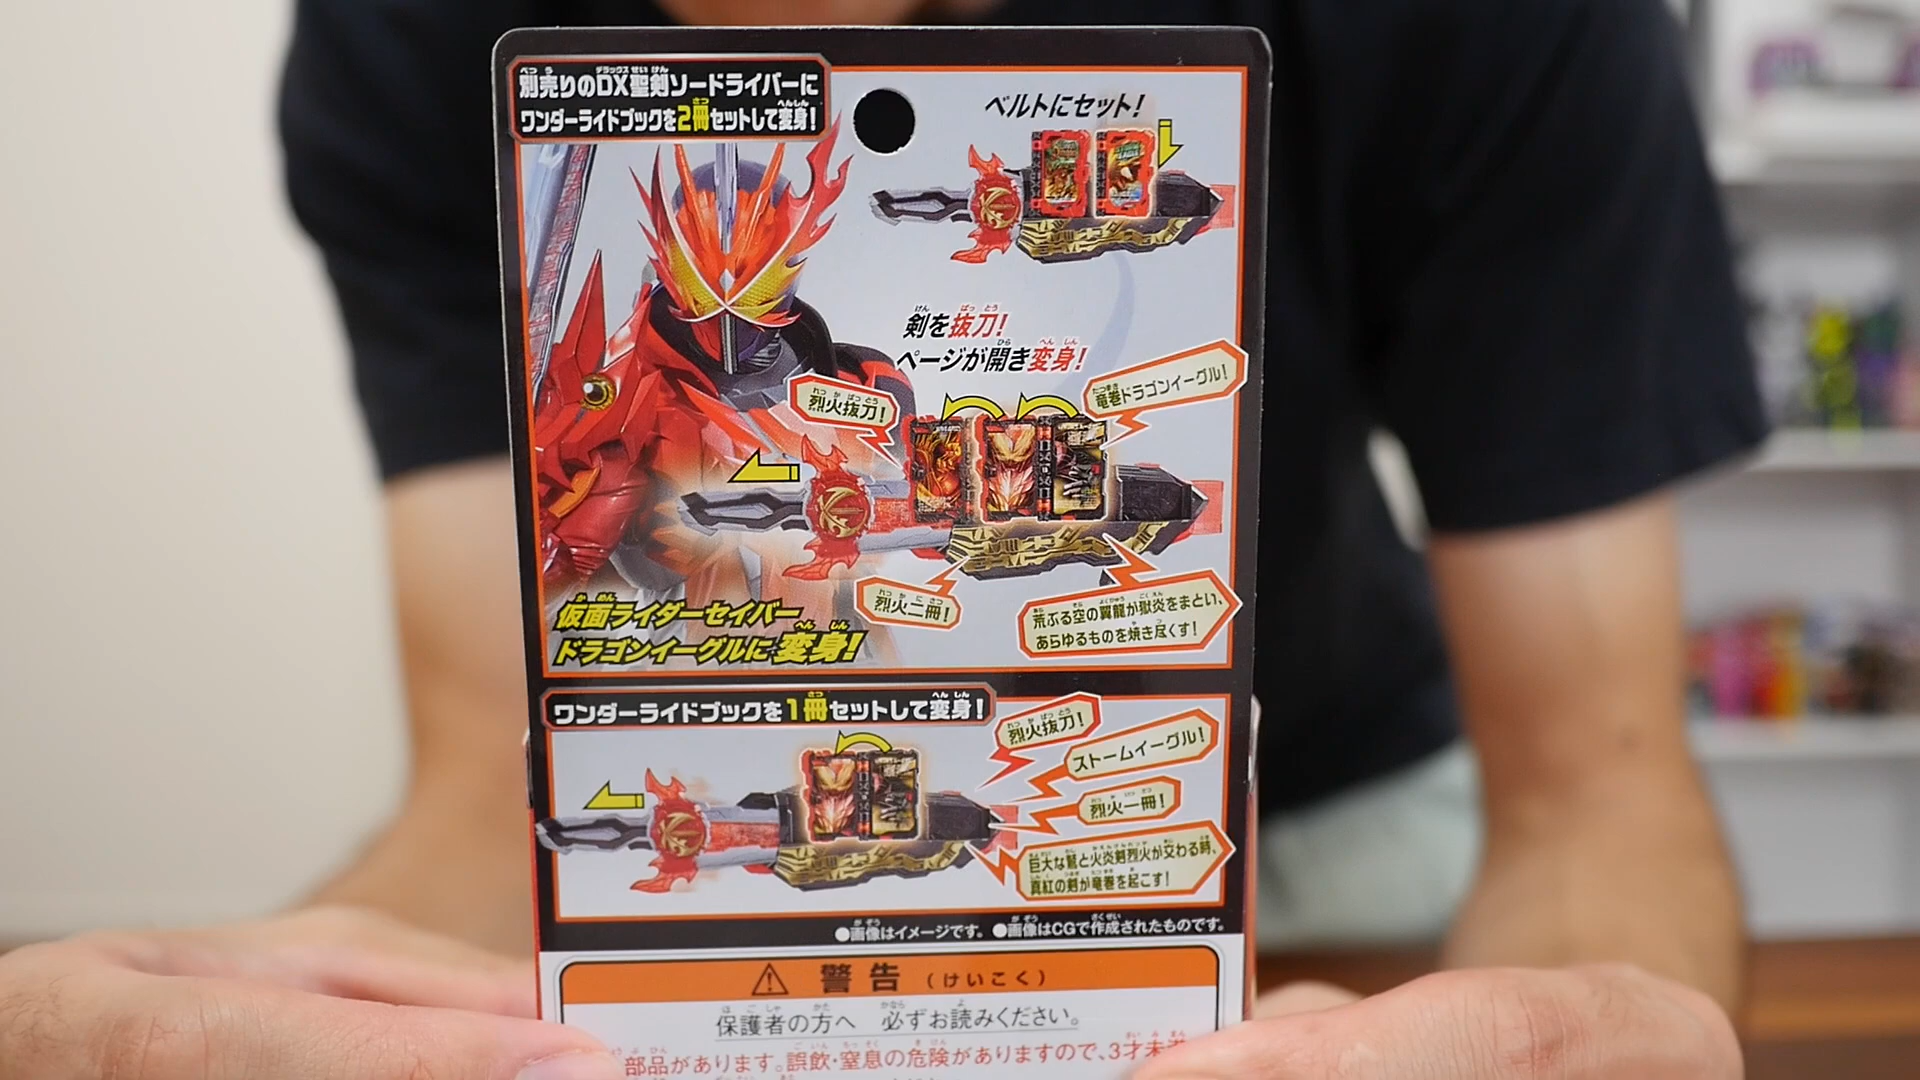 別売りのDX聖剣ソードライバーに
ワンダーライドブックを2冊セットして変身!
ベルトにセット!
剣を抜刀!
ページが開き変身!
烈火抜刀!
竜巻ドラゴンイーグル!
烈火二冊!
荒ぶる空の翼龍が獄炎をまとい、
あらゆるものを焼き尽くす!
仮面ライダーセイバー
ドラゴンイーグルに変身!
ワンダーライドブックを1冊セットして変身!
烈火抜刀!
ストームイーグル!
烈火一冊!
巨大な鷲と火炎剣烈火が交わる時、
真紅の剣が竜巻を起こす!
●画像はイメージです。●画像はCGで作成されたものです。
警告(けいこく)
保護者の方へ 必ずお読みください。
部品があります。誤飲・窒息の危険がありますので、3才未満